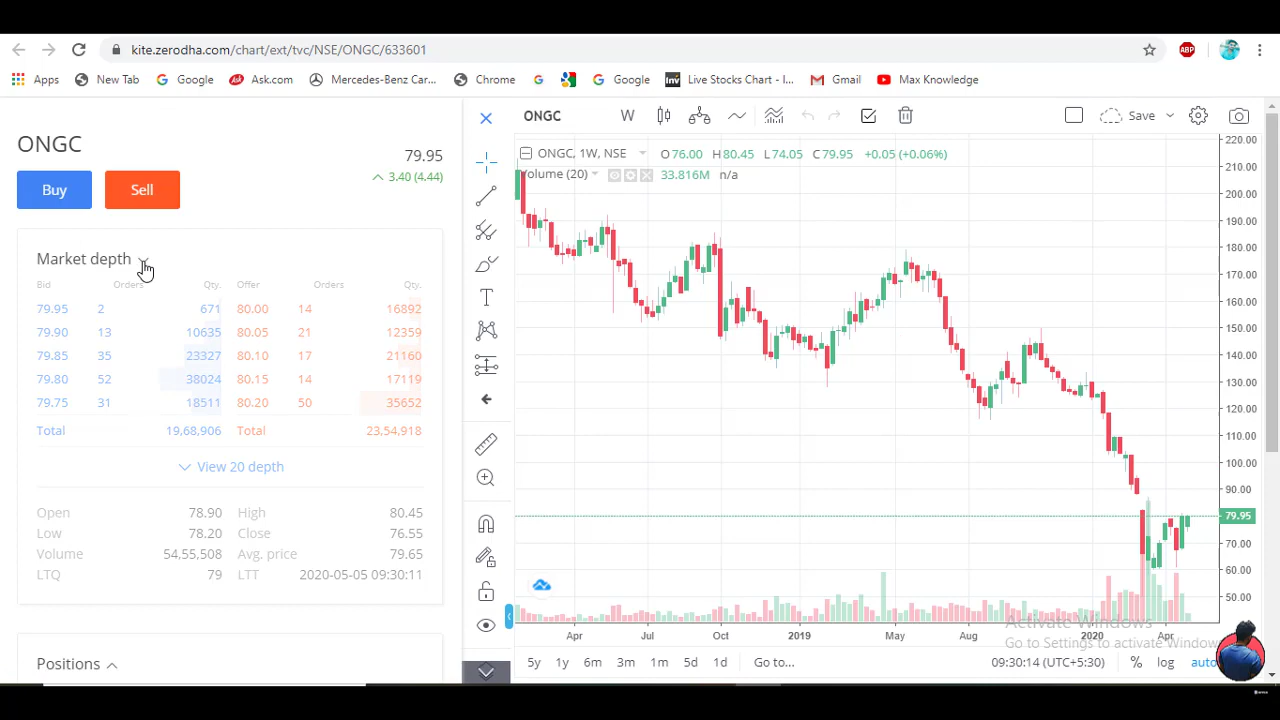 kite.zerodha.com/chart/ext/tvc/NSE/ONGC/633601
ABP
Apps New Tab Google Ask.com Mercedes-Benz Car... Chrome Google Live Stocks Chart - I... Gmail Max Knowledge
ONGC
79.95
3.40 (4.44)
Buy Sell
Market depth
Bid Orders Qty. Offer Orders Qty.
79.95 2 671 80.00 14 16892
79.90 13 10635 80.05 21 12359
79.85 35 23327 80.10 17 21160
79.80 52 38024 80.15 14 17119
79.75 31 18511 80.20 50 35652
Total 19,68,906 Total 23,54,918
View 20 depth
Open 78.90 High 80.45
Low 78.20 Close 76.55
Volume 54,55,508 Avg. price 79.65
LTQ 79 LTT 2020-05-05 09:30:11
Positions
ONGC W Save
ONGC, 1W, NSE O76.00 H80.45 L74.05 C79.95 +0.05 (+0.06%)
Volume (20) 33.816M n/a
220.00
210.00
200.00
190.00
180.00
170.00
160.00
150.00
140.00
130.00
120.00
110.00
100.00
90.00
79.95
70.00
60.00
50.00
Apr Jul Oct 2019 May Aug 2020 Apr
Activate Windows
Go to Settings to activate Windows
5y 1y 6m 3m 1m 5d 1d Go to... 09:30:14 (UTC+5:30) % log auto